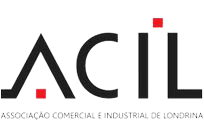 ACIL
ASSOCIAÇÃO COMERCIAL E INDUSTRIAL DE LONDRINA